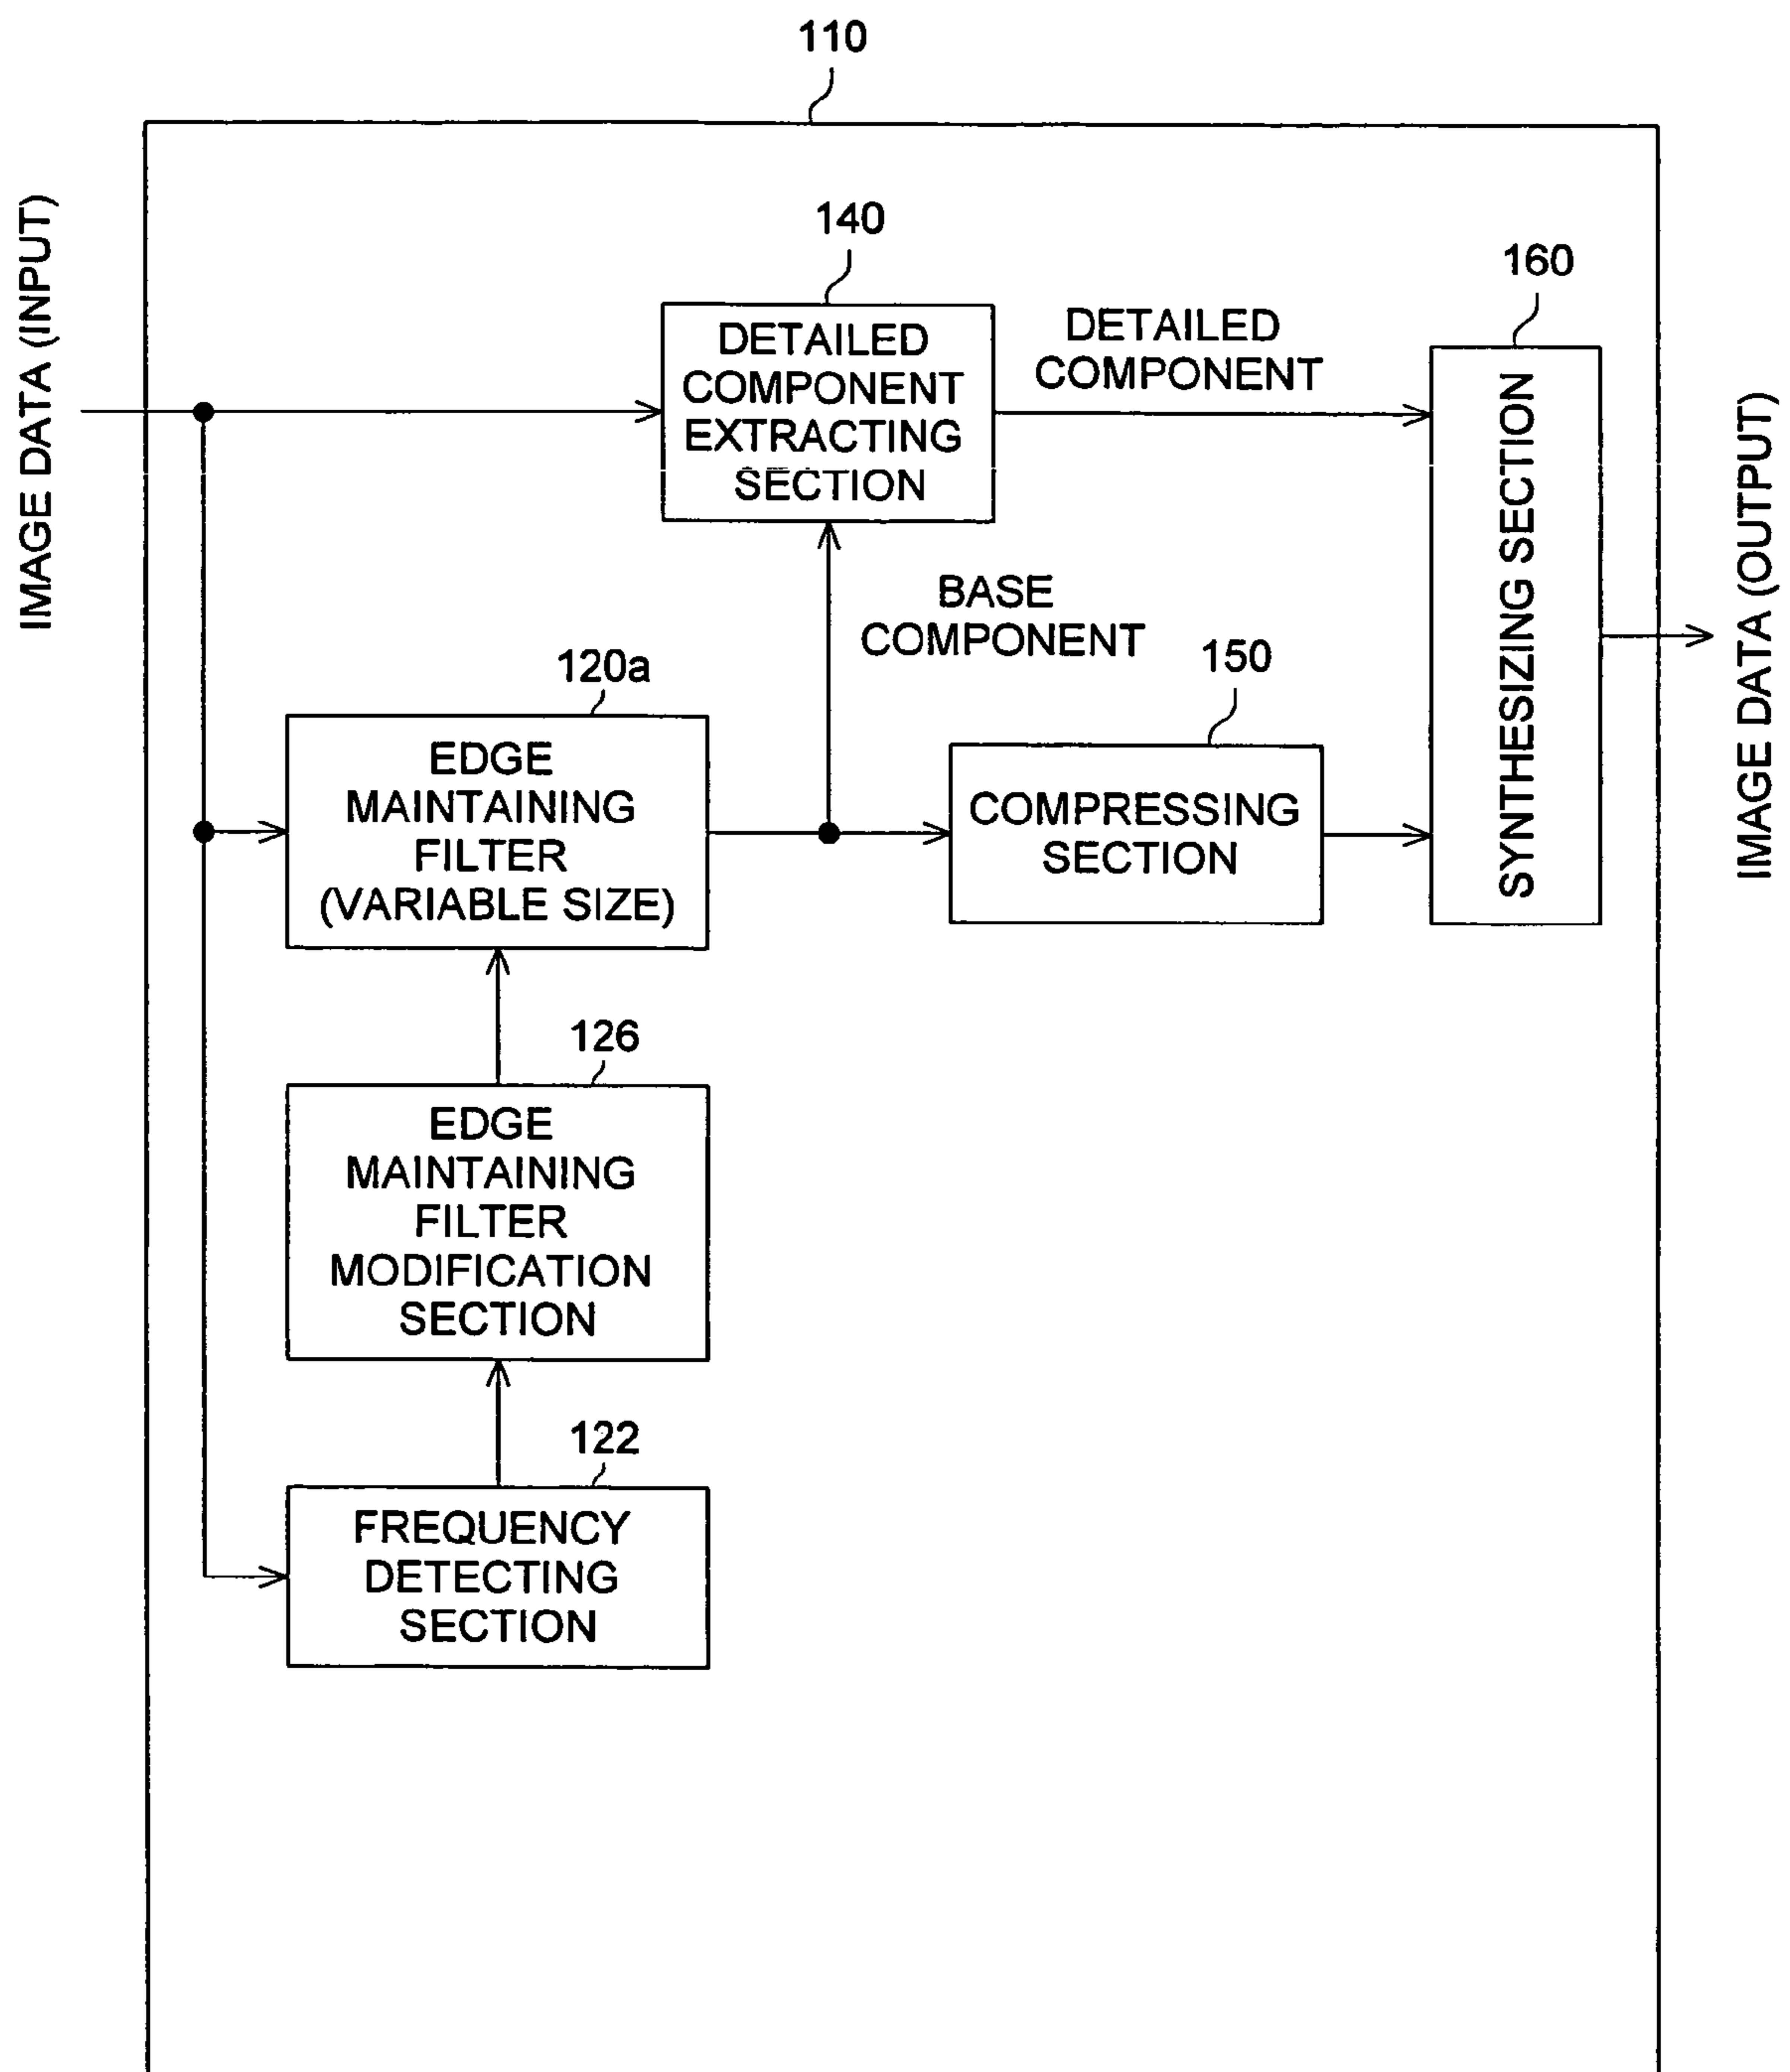 110
IMAGE DATA (INPUT)
140
DETAILED
COMPONENT
EXTRACTING
SECTION
DETAILED
COMPONENT
160
SYNTHESIZING SECTION
IMAGE DATA (OUTPUT)
BASE
COMPONENT
120a
EDGE
MAINTAINING
FILTER
(VARIABLE SIZE)
150
COMPRESSING
SECTION
126
EDGE
MAINTAINING
FILTER
MODIFICATION
SECTION
122
FREQUENCY
DETECTING
SECTION